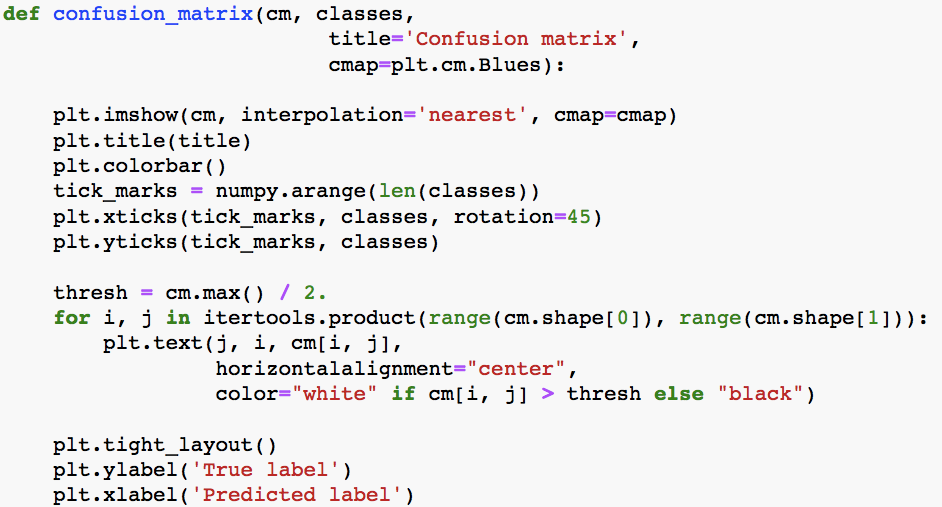 def confusion_matrix(cm, classes,
                          title='Confusion matrix',
                          cmap=plt.cm.Blues):

    plt.imshow(cm, interpolation='nearest', cmap=cmap)
    plt.title(title)
    plt.colorbar()
    tick_marks = numpy.arange(len(classes))
    plt.xticks(tick_marks, classes, rotation=45)
    plt.yticks(tick_marks, classes)

    thresh = cm.max() / 2.
    for i, j in itertools.product(range(cm.shape[0]), range(cm.shape[1])):
        plt.text(j, i, cm[i, j],
                 horizontalalignment="center",
                 color="white" if cm[i, j] > thresh else "black")

    plt.tight_layout()
    plt.ylabel('True label')
    plt.xlabel('Predicted label')